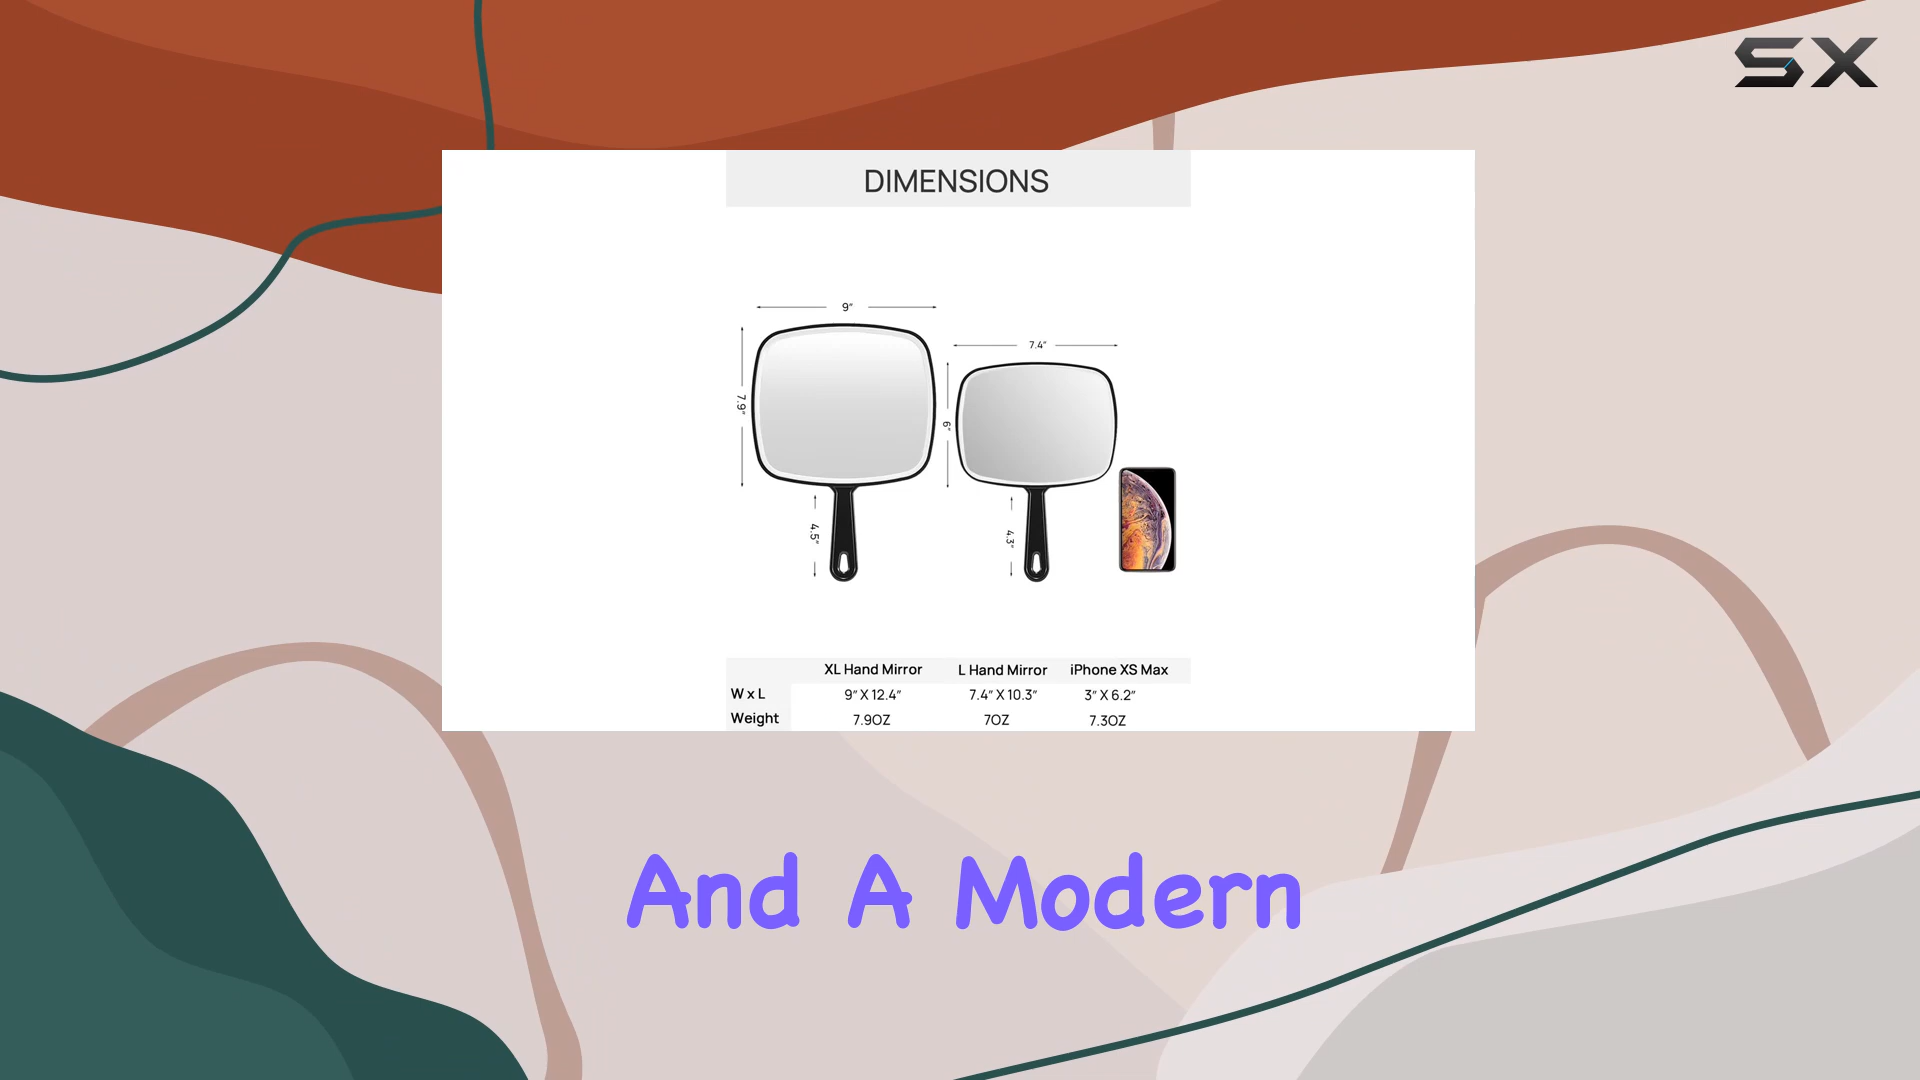 SX
DIMENSIONS
9"
7.4"
7.9"
6"
4.5"
4.3"
XL Hand Mirror L Hand Mirror iPhone XS Max
W x L 9" X 12.4" 7.4" X 10.3" 3" X 6.2"
Weight 7.9OZ 7OZ 7.3OZ
And A Modern